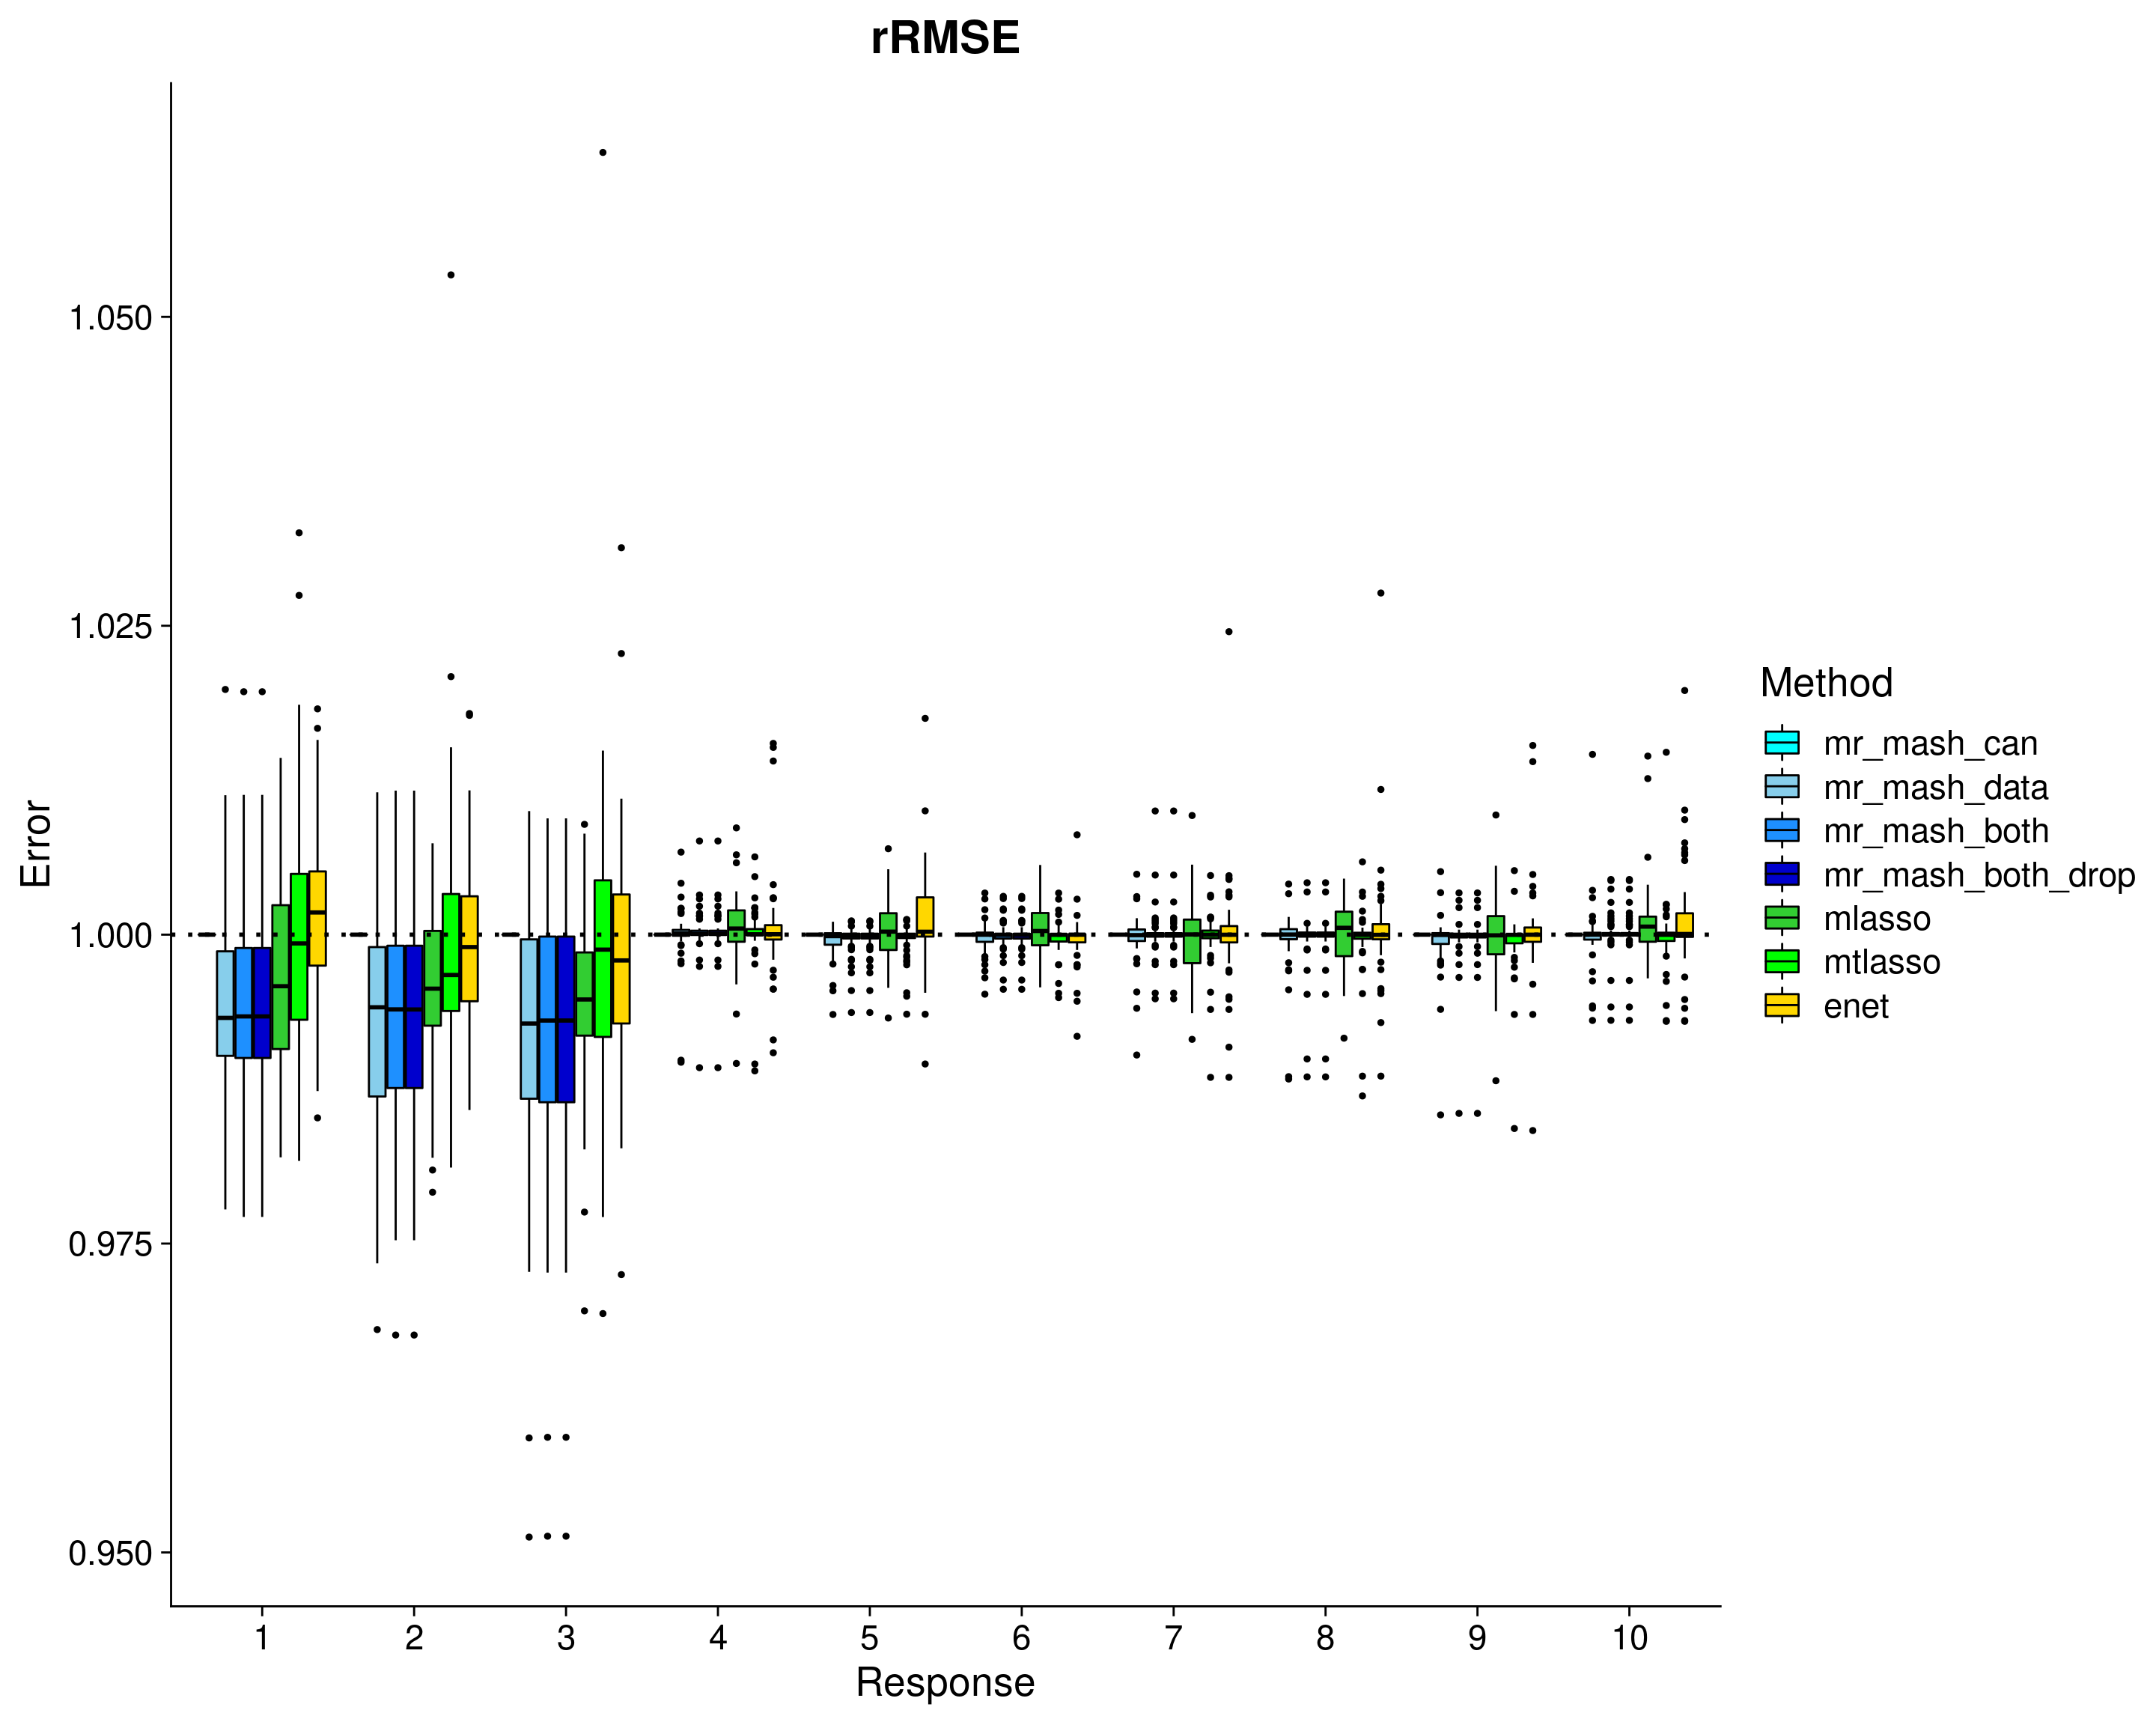 rRMSE
Error
1.050
1.025
1.000
0.975
0.950
1 2 3 4 5 6 7 8 9 10
Response
Method
mr_mash_can
mr_mash_data
mr_mash_both
mr_mash_both_drop
mlasso
mtlasso
enet